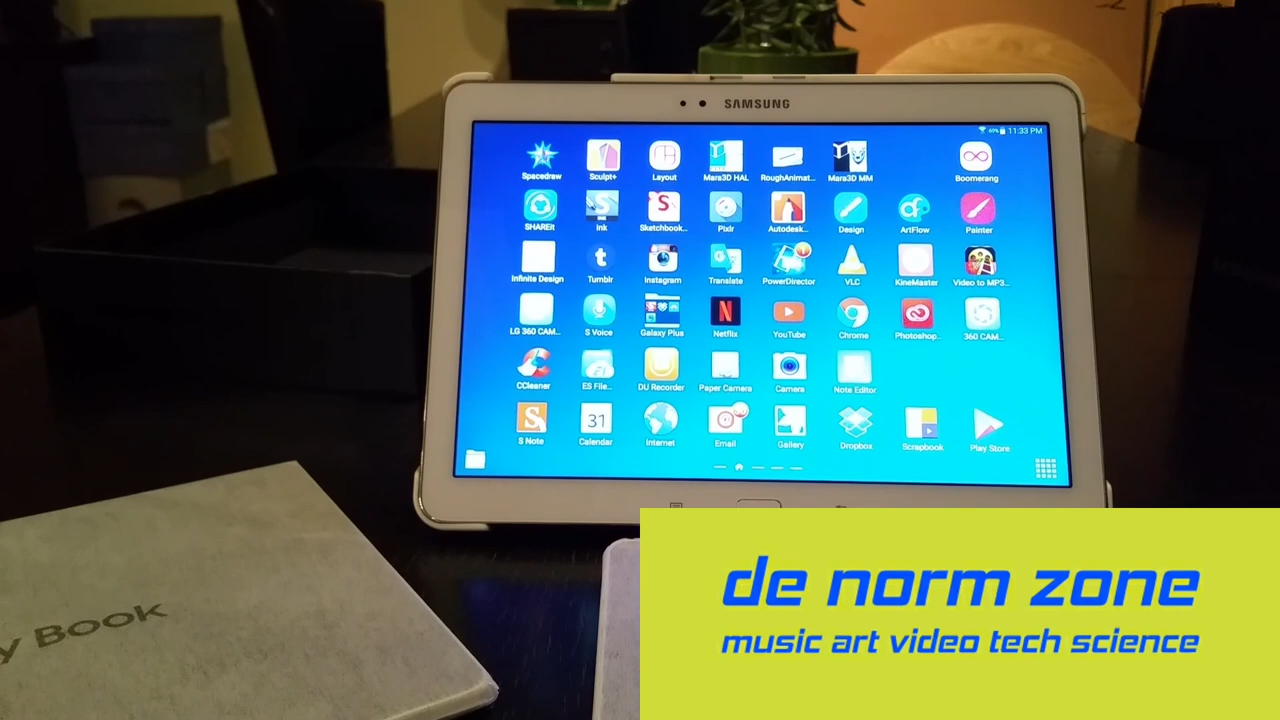 SAMSUNG
69% 11:33 PM
Spacedraw Sculpt+ Layout Mara3D HAL RoughAnimat... Mara3D MM Boomerang
SHAREit Ink Sketchbook... Pixlr Autodesk... Design ArtFlow Painter
Infinite Design Tumblr Instagram Translate PowerDirector VLC KineMaster Video to MP3...
LG 360 CAM... S Voice Galaxy Plus Netflix YouTube Chrome Photoshop... 360 CAM...
CCleaner ES File... DU Recorder Paper Camera Camera Note Editor
31
S Note Calendar Internet Email Gallery Dropbox Scrapbook Play Store
y Book
de norm zone
music art video tech science